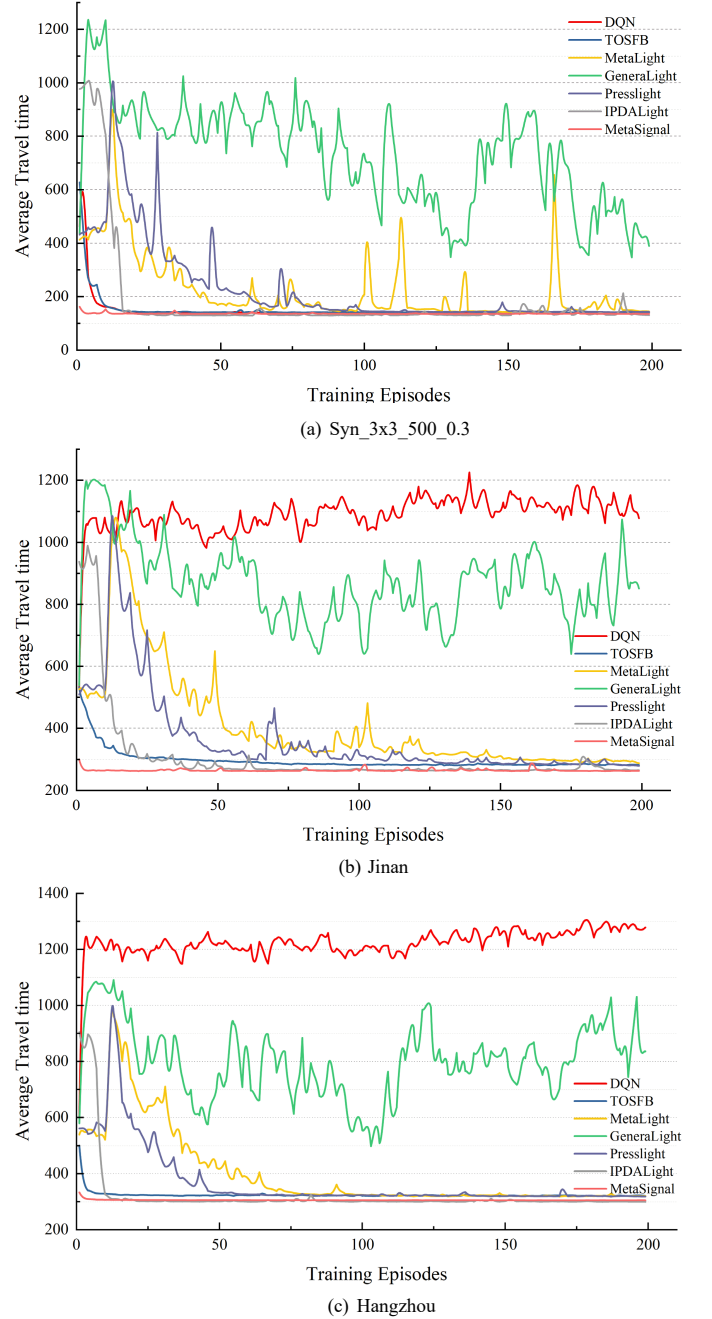 1200
1000
800
600
400
200
0
Average Travel time
DQN
TOSFB
MetaLight
GeneraLight
Presslight
IPDALight
MetaSignal
0 50 100 150 200
Training Episodes
(a) Syn_3x3_500_0.3
1200
1000
800
600
400
200
Average Travel time
DQN
TOSFB
MetaLight
GeneraLight
Presslight
IPDALight
MetaSignal
0 50 100 150 200
Training Episodes
(b) Jinan
1400
1200
1000
800
600
400
200
Average Travel time
DQN
TOSFB
MetaLight
GeneraLight
Presslight
IPDALight
MetaSignal
0 50 100 150 200
Training Episodes
(c) Hangzhou